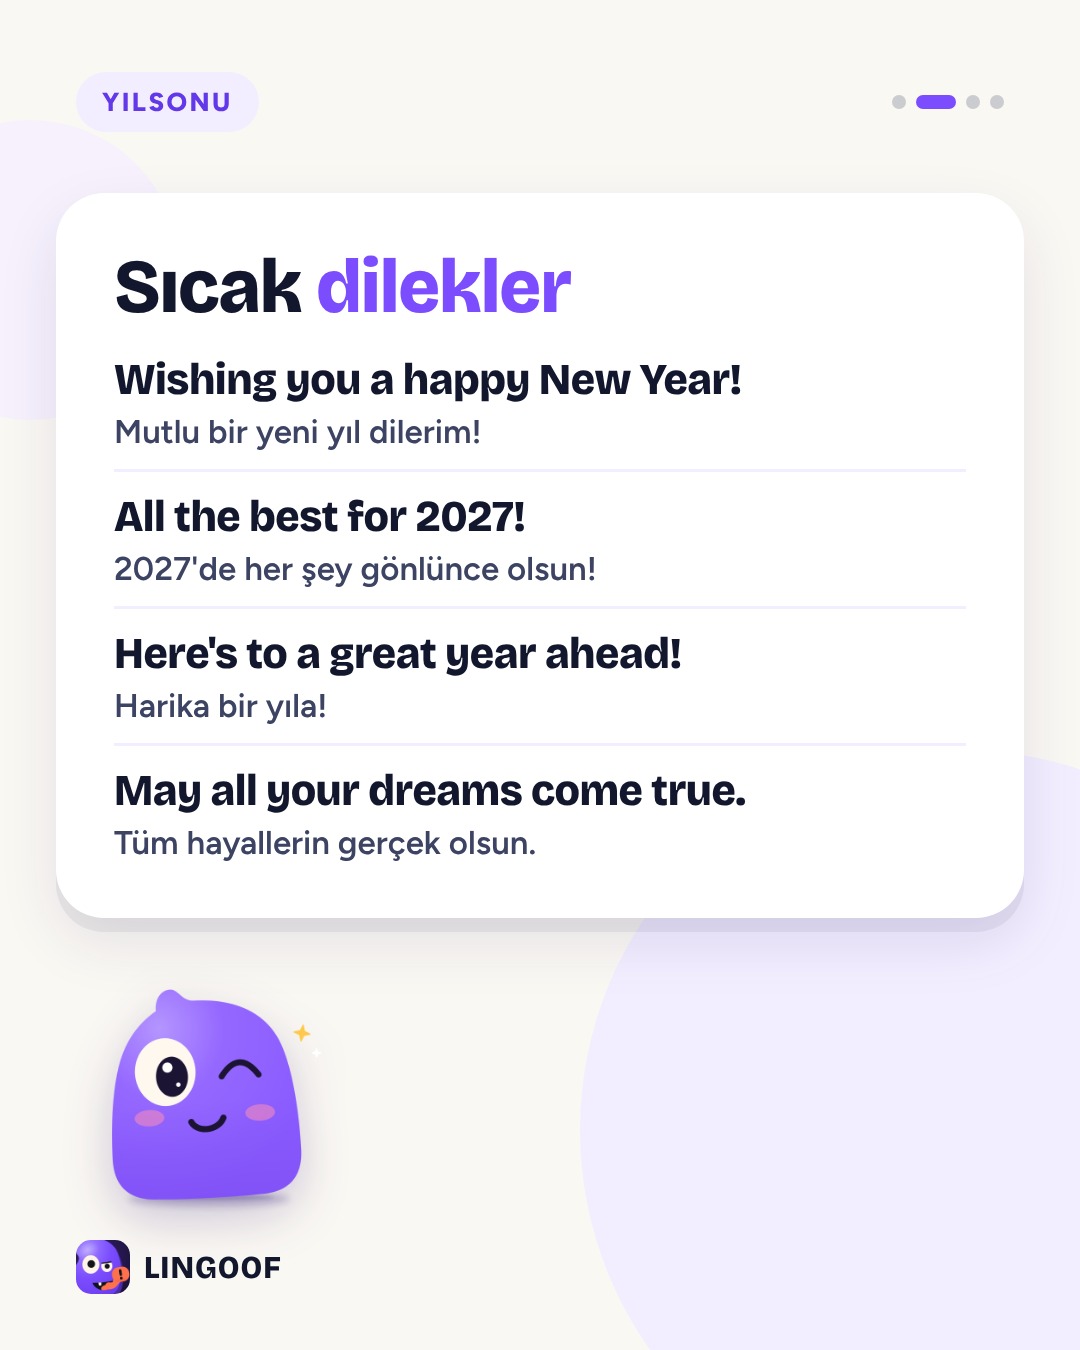 YILSONU
Sıcak dilekler
Wishing you a happy New Year!
Mutlu bir yeni yıl dilerim!
All the best for 2027!
2027'de her şey gönlünce olsun!
Here's to a great year ahead!
Harika bir yıla!
May all your dreams come true.
Tüm hayallerin gerçek olsun.
LINGOOF